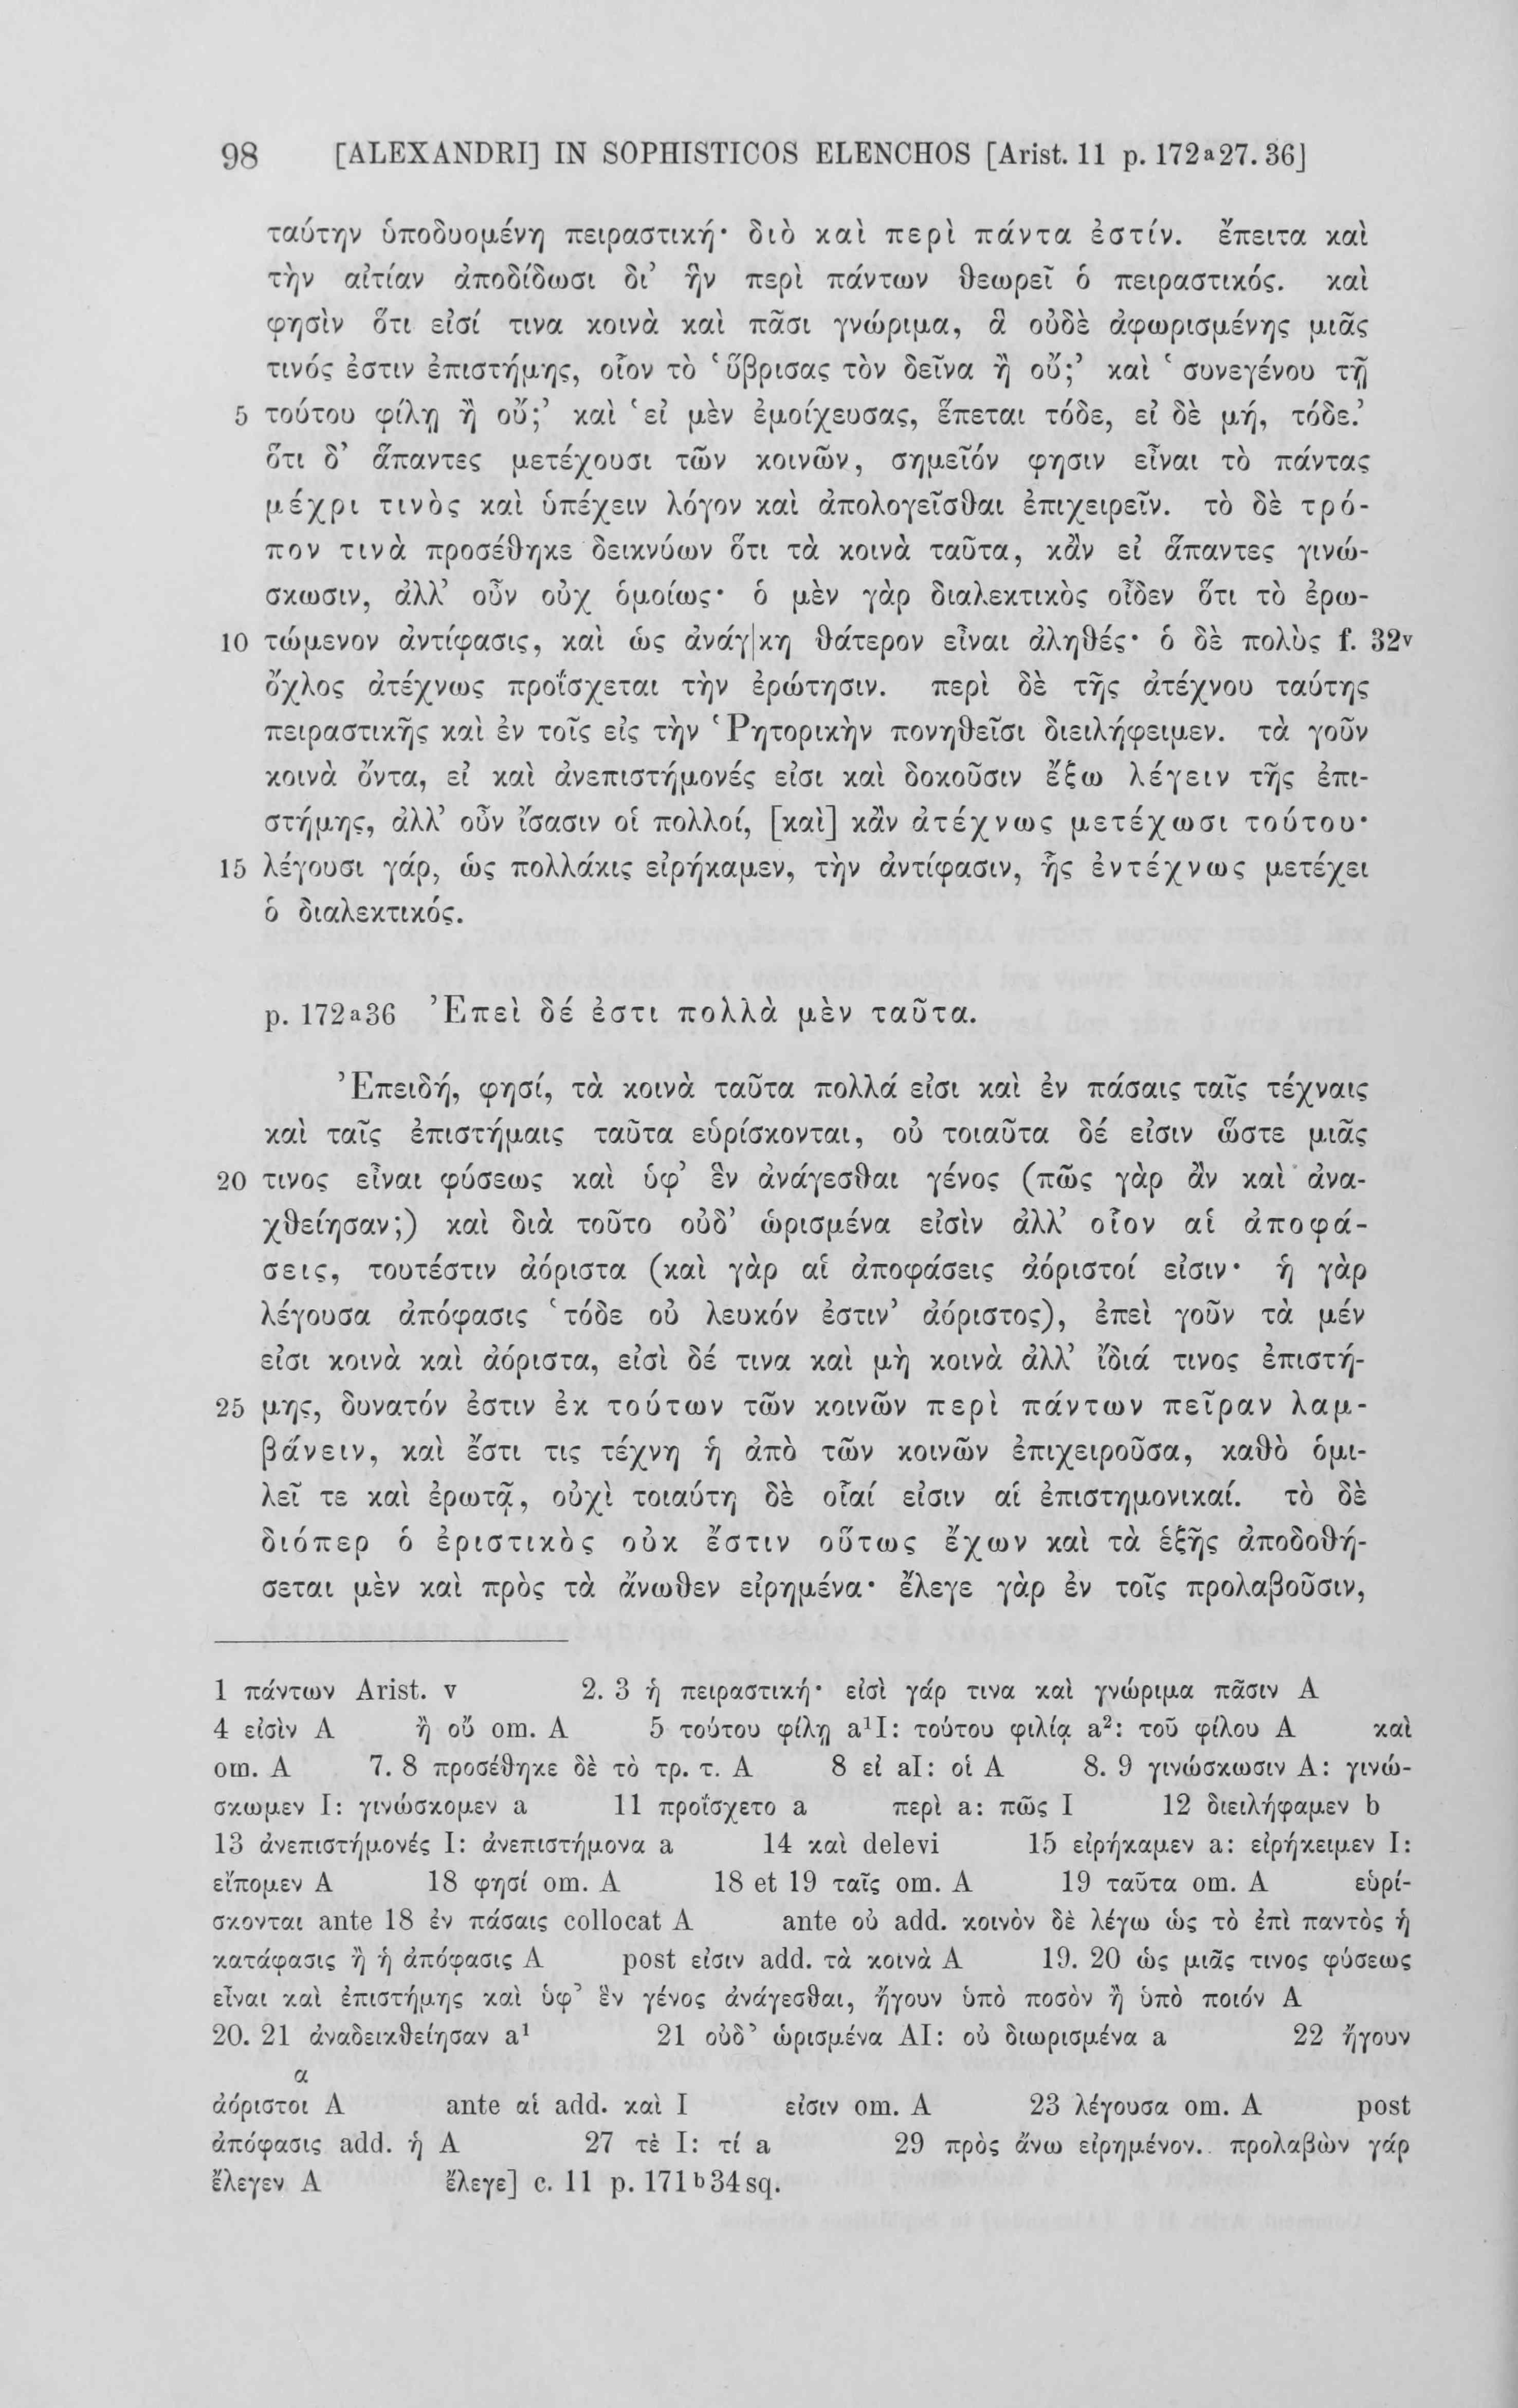 98 [ALEXANDRI] IN SOPHISTICOS ELENCHOS [Arist. 11 p. 172a27. 36]
ταύτην ὑποδυομένη πειραστική· διὸ καὶ περὶ πάντα ἐστίν. ἔπειτα καὶ
τὴν αἰτίαν ἀποδίδωσι δι’ ἣν περὶ πάντων θεωρεῖ ὁ πειραστικός. καὶ
φησὶν ὅτι εἰσί τινα κοινὰ καὶ πᾶσι γνώριμα, ἃ οὐδὲ ἀφωρισμένης μιᾶς
τινός ἐστιν ἐπιστήμης, οἷον τὸ ‘ὕβρισας τὸν δεῖνα ἢ οὔ;’ καὶ ‘συνεγένου τῇ
5 τούτου φίλῃ ἢ οὔ;’ καὶ ‘εἰ μὲν ἐμοίχευσας, ἕπεται τόδε, εἰ δὲ μή, τόδε.’
ὅτι δ’ ἅπαντες μετέχουσι τῶν κοινῶν, σημεῖόν φησιν εἶναι τὸ πάντας
μέχρι τινὸς καὶ ὑπέχειν λόγον καὶ ἀπολογεῖσθαι ἐπιχειρεῖν. τὸ δὲ τρό-
πον τινὰ προσέθηκε δεικνύων ὅτι τὰ κοινὰ ταῦτα, κἂν εἰ ἅπαντες γινώ-
σκωσιν, ἀλλ’ οὖν οὐχ ὁμοίως· ὁ μὲν γὰρ διαλεκτικὸς οἶδεν ὅτι τὸ ἐρω-
10 τώμενον ἀντίφασις, καὶ ὡς ἀνάγ|κη θάτερον εἶναι ἀληθές· ὁ δὲ πολὺς f. 32v
ὄχλος ἀτέχνως προΐσχεται τὴν ἐρώτησιν. περὶ δὲ τῆς ἀτέχνου ταύτης
πειραστικῆς καὶ ἐν τοῖς εἰς τὴν Ῥητορικὴν πονηθεῖσι διειλήφειμεν. τὰ γοῦν
κοινὰ ὄντα, εἰ καὶ ἀνεπιστήμονές εἰσι καὶ δοκοῦσιν ἔξω λέγειν τῆς ἐπι-
στήμης, ἀλλ’ οὖν ἴσασιν οἱ πολλοί, [καὶ] κἂν ἀτέχνως μετέχωσι τούτου·
15 λέγουσι γάρ, ὡς πολλάκις εἰρήκαμεν, τὴν ἀντίφασιν, ἧς ἐντέχνως μετέχει
ὁ διαλεκτικός.
p. 172a36 Ἐπεὶ δέ ἐστι πολλὰ μὲν ταῦτα.
Ἐπειδή, φησί, τὰ κοινὰ ταῦτα πολλά εἰσι καὶ ἐν πάσαις ταῖς τέχναις
καὶ ταῖς ἐπιστήμαις ταῦτα εὑρίσκονται, οὐ τοιαῦτα δέ εἰσιν ὥστε μιᾶς
20 τινος εἶναι φύσεως καὶ ὑφ’ ἓν ἀνάγεσθαι γένος (πῶς γὰρ ἂν καὶ ἀνα-
χθείησαν;) καὶ διὰ τοῦτο οὐδ’ ὡρισμένα εἰσὶν ἀλλ’ οἷον αἱ ἀποφά-
σεις, τουτέστιν ἀόριστα (καὶ γὰρ αἱ ἀποφάσεις ἀόριστοί εἰσιν· ἡ γὰρ
λέγουσα ἀπόφασις ‘τόδε οὐ λευκόν ἐστιν’ ἀόριστος), ἐπεὶ γοῦν τὰ μέν
εἰσι κοινὰ καὶ ἀόριστα, εἰσὶ δέ τινα καὶ μὴ κοινὰ ἀλλ’ ἴδιά τινος ἐπιστή-
25 μης, δυνατόν ἐστιν ἐκ τούτων τῶν κοινῶν περὶ πάντων πεῖραν λαμ-
βάνειν, καὶ ἔστι τις τέχνη ἡ ἀπὸ τῶν κοινῶν ἐπιχειροῦσα, καθὸ ὁμι-
λεῖ τε καὶ ἐρωτᾷ, οὐχὶ τοιαύτη δὲ οἷαί εἰσιν αἱ ἐπιστημονικαί. τὸ δὲ
διόπερ ὁ ἐριστικὸς οὐκ ἔστιν οὕτως ἔχων καὶ τὰ ἑξῆς ἀποδοθή-
σεται μὲν καὶ πρὸς τὰ ἄνωθεν εἰρημένα· ἔλεγε γὰρ ἐν τοῖς προλαβοῦσιν,
1 πάντων Arist. v 2. 3 ἡ πειραστική· εἰσὶ γάρ τινα καὶ γνώριμα πᾶσιν A
4 εἰσὶν A ἢ οὔ om. A 5 τούτου φίλῃ a¹I: τούτου φιλίᾳ a²: τοῦ φίλου A καὶ
om. A 7. 8 προσέθηκε δὲ τὸ τρ. τ. A 8 εἰ aI: οἱ A 8. 9 γινώσκωσιν A: γινώ-
σκωμεν I: γινώσκομεν a 11 προΐσχετο a περὶ a: πῶς I 12 διειλήφαμεν b
13 ἀνεπιστήμονές I: ἀνεπιστήμονα a 14 καὶ delevi 15 εἰρήκαμεν a: εἰρήκειμεν I:
εἴπομεν A 18 φησί om. A 18 et 19 ταῖς om. A 19 ταῦτα om. A εὑρί-
σκονται ante 18 ἐν πάσαις collocat A ante οὐ add. κοινὸν δὲ λέγω ὡς τὸ ἐπὶ παντὸς ἡ
κατάφασις ἢ ἡ ἀπόφασις A post εἰσιν add. τὰ κοινὰ A 19. 20 ὡς μιᾶς τινος φύσεως
εἶναι καὶ ἐπιστήμης καὶ ὑφ’ ἓν γένος ἀνάγεσθαι, ἤγουν ὑπὸ ποσὸν ἢ ὑπὸ ποιόν A
20. 21 ἀναδειχθείησαν a¹ 21 οὐδ’ ὡρισμένα AI: οὐ διωρισμένα a 22 ἤγουν
α
ἀόριστοι A ante αἱ add. καὶ I εἰσιν om. A 23 λέγουσα om. A post
ἀπόφασις add. ἡ A 27 τὲ I: τί a 29 πρὸς ἄνω εἰρημένον. προλαβὼν γάρ
ἔλεγεν A ἔλεγε] c. 11 p. 171b34 sq.